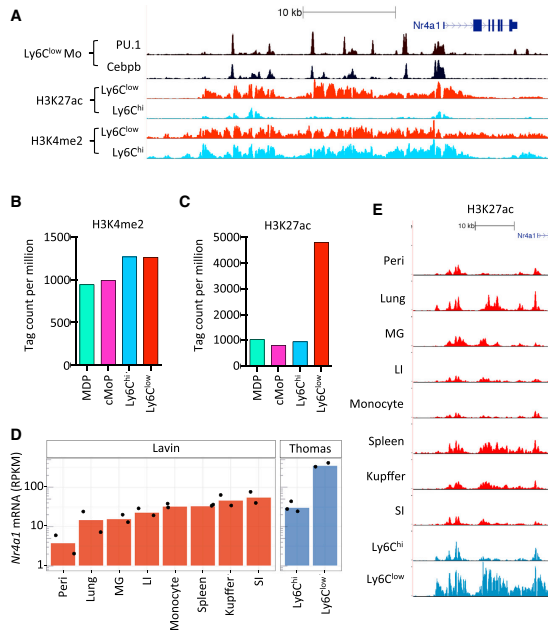 A
10 kb
Nr4a1
Ly6Clow Mo
PU.1
Cebpb
H3K27ac
Ly6Clow
Ly6Chi
H3K4me2
Ly6Clow
Ly6Chi
B
H3K4me2
Tag count per million
1500
1000
500
0
MDP
cMoP
Ly6Chi
Ly6Clow
C
H3K27ac
Tag count per million
5000
4000
3000
2000
1000
0
MDP
cMoP
Ly6Chi
Ly6Clow
D
Lavin
Thomas
Nr4a1 mRNA (RPKM)
100
10
1
Peri
Lung
MG
LI
Monocyte
Spleen
Kupffer
SI
Ly6Chi
Ly6Clow
E
H3K27ac
10 kb
Nr4a1
Peri
Lung
MG
LI
Monocyte
Spleen
Kupffer
SI
Ly6Chi
Ly6Clow